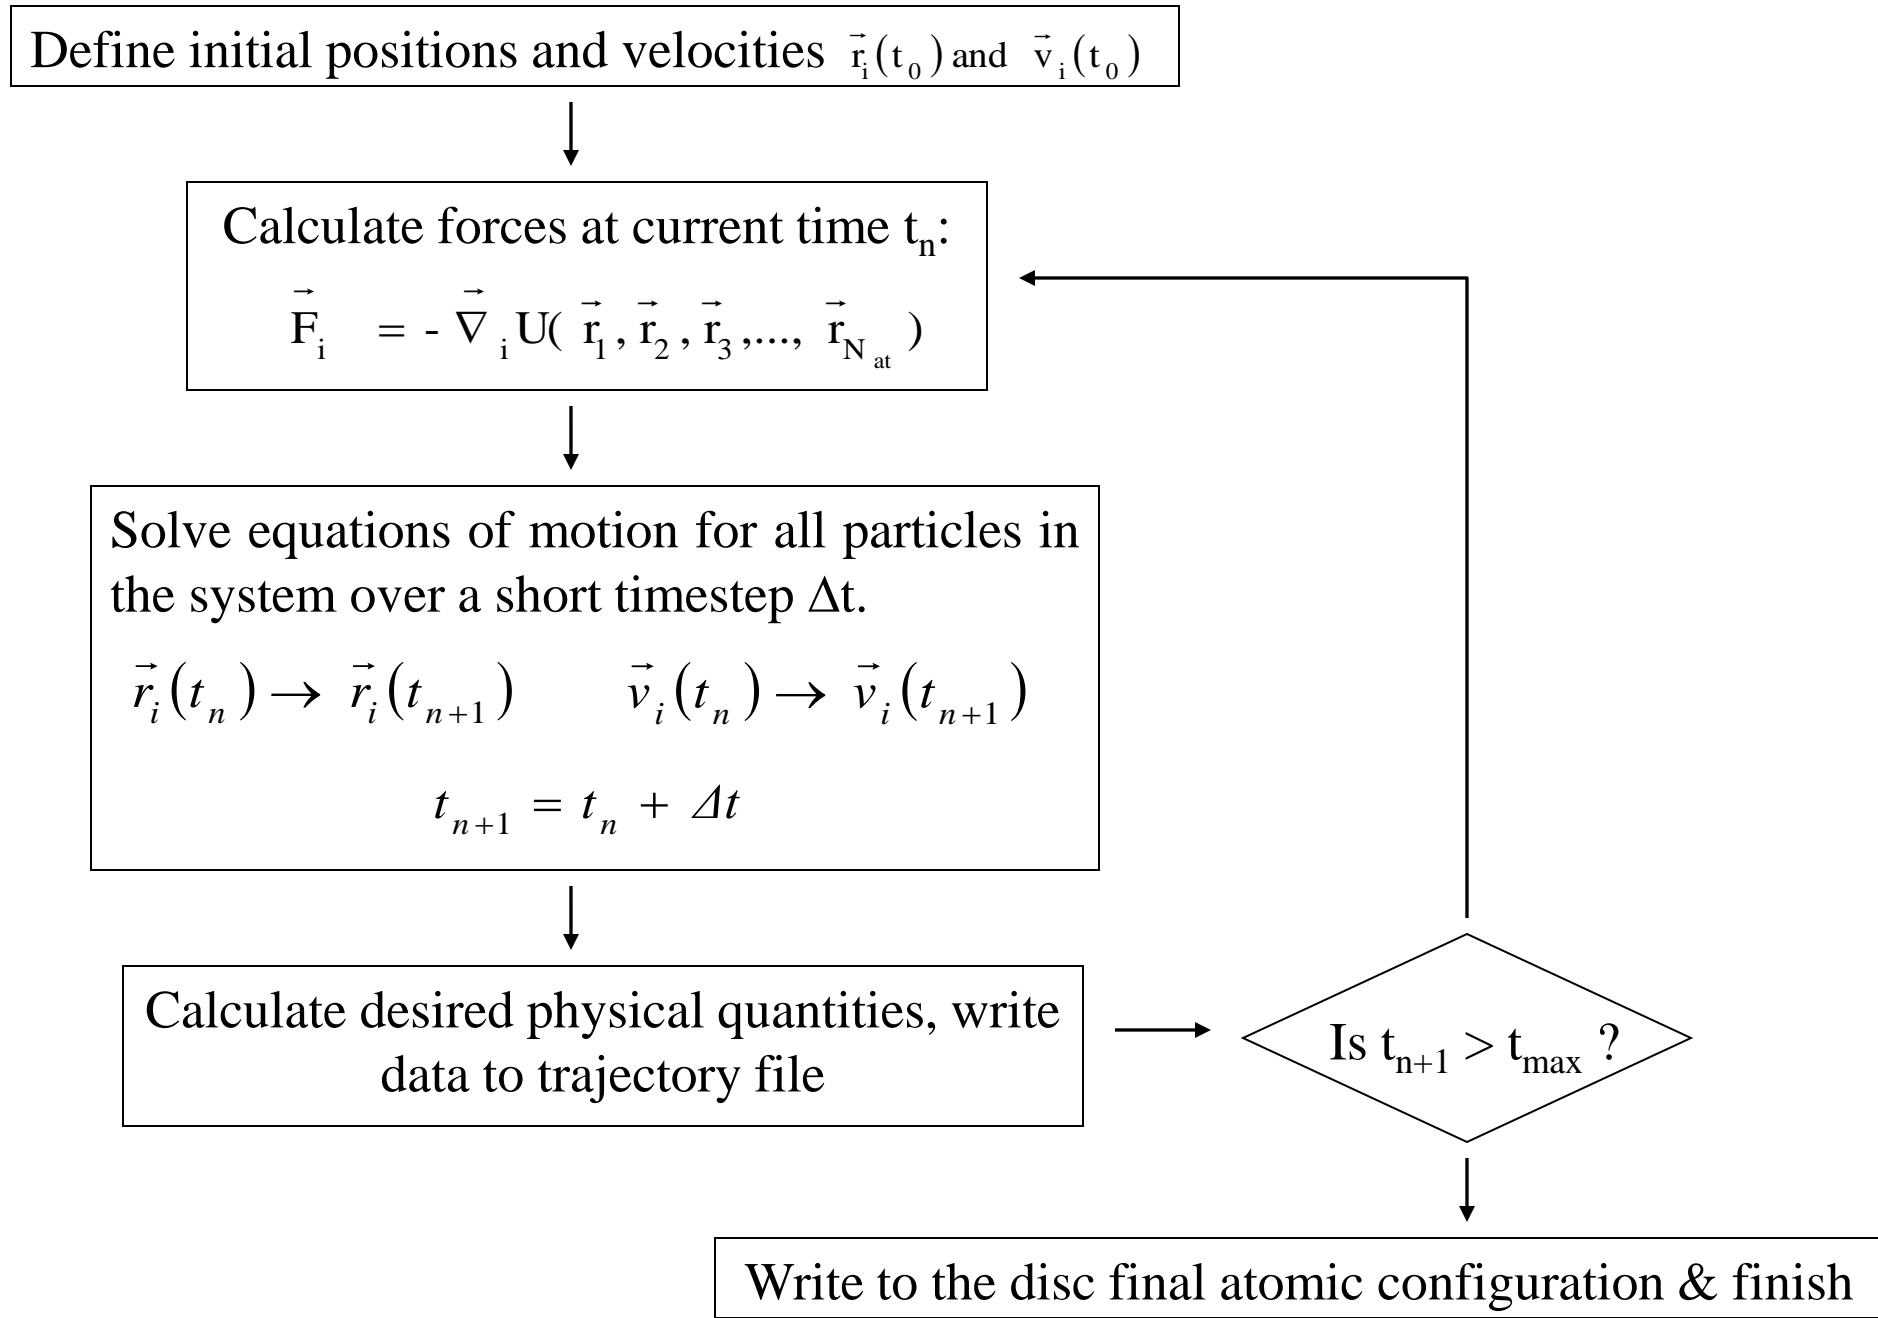 Define initial positions and velocities r⃗ᵢ(t₀) and v⃗ᵢ(t₀)
Calculate forces at current time tₙ:
F⃗ᵢ = - ∇⃗ᵢ U( r⃗₁, r⃗₂, r⃗₃,..., r⃗_{N_at} )
Solve equations of motion for all particles in
the system over a short timestep Δt.
r⃗ᵢ(tₙ) → r⃗ᵢ(tₙ₊₁) v⃗ᵢ(tₙ) → v⃗ᵢ(tₙ₊₁)
tₙ₊₁ = tₙ + Δt
Calculate desired physical quantities, write
data to trajectory file
Is tₙ₊₁ > t_max ?
Write to the disc final atomic configuration & finish